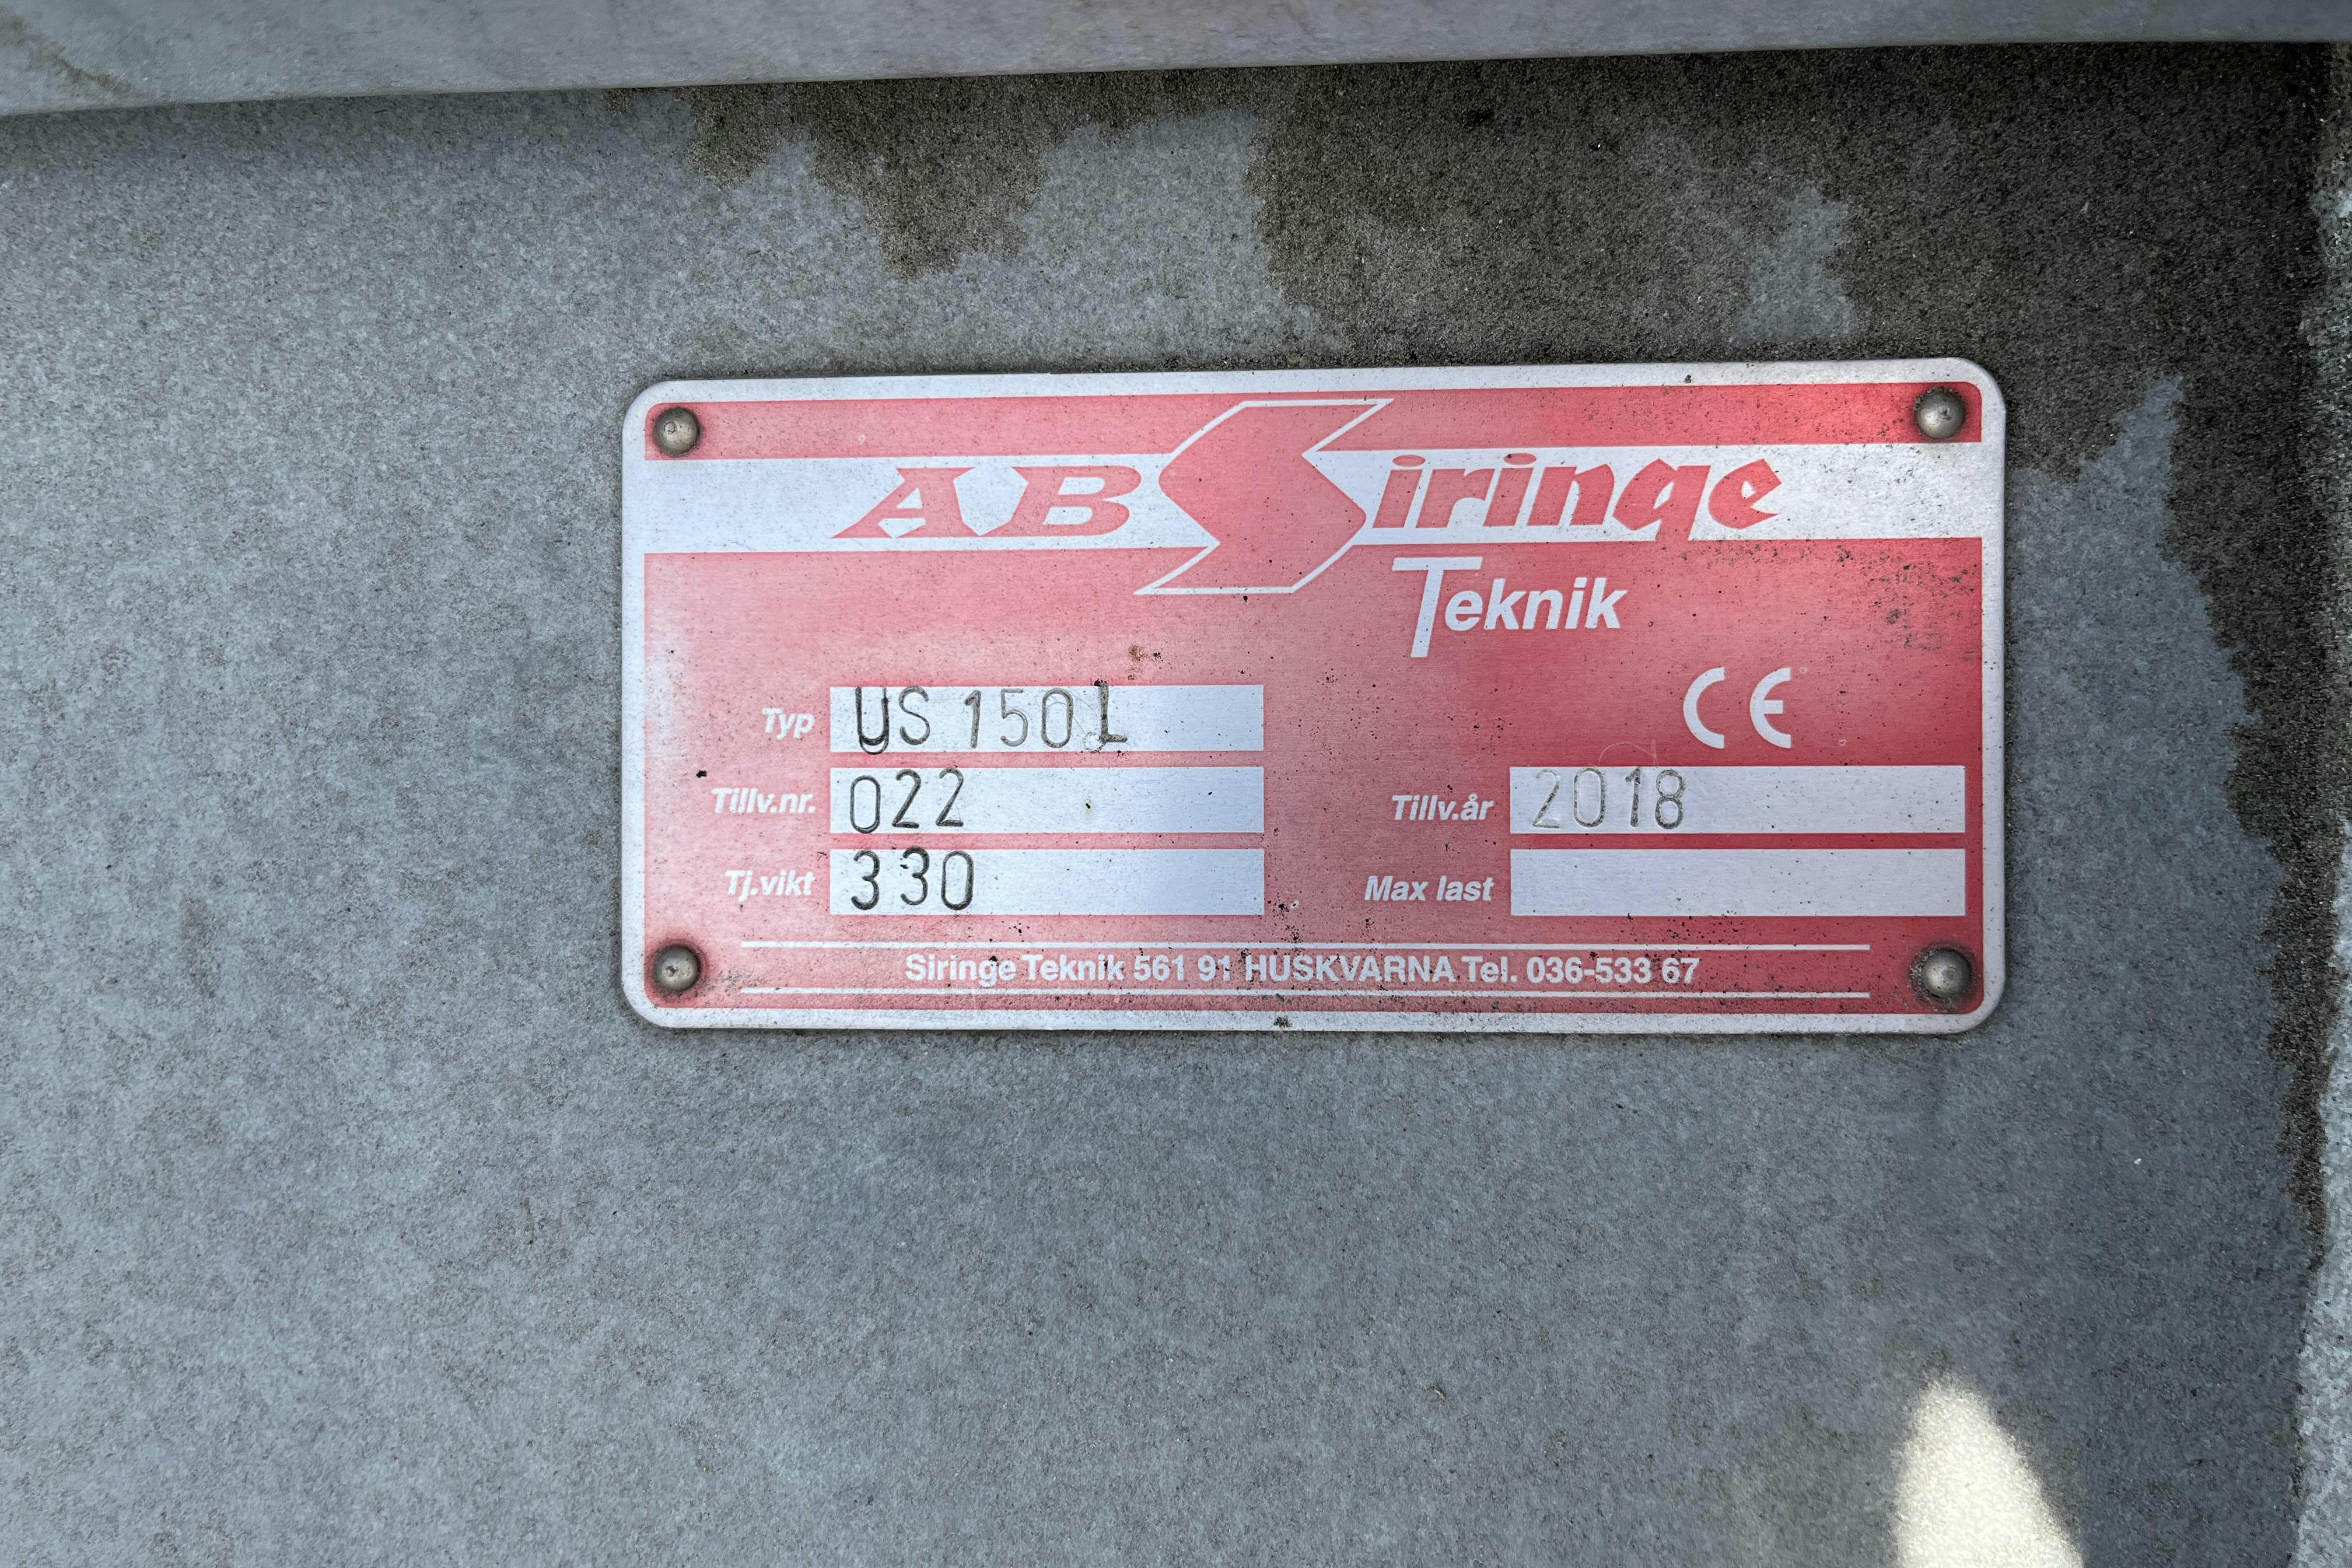 AB Siringe
Teknik
CE
Typ US 150 L
Tillv.nr. 022 Tillv.år 2018
Tj.vikt 330 Max last
Siringe Teknik 561 91 HUSKVARNA Tel. 036-533 67